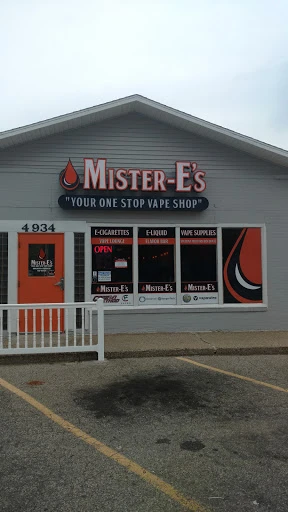 MISTER-E'S
"YOUR ONE STOP VAPE SHOP"
4934
E-CIGARETTES
VAPE LOUNGE
E-LIQUID
FLAVOR BAR
VAPE SUPPLIES
OPEN
MISTER-E'S
MISTER-E'S
MISTER-E'S
MISTER-E'S